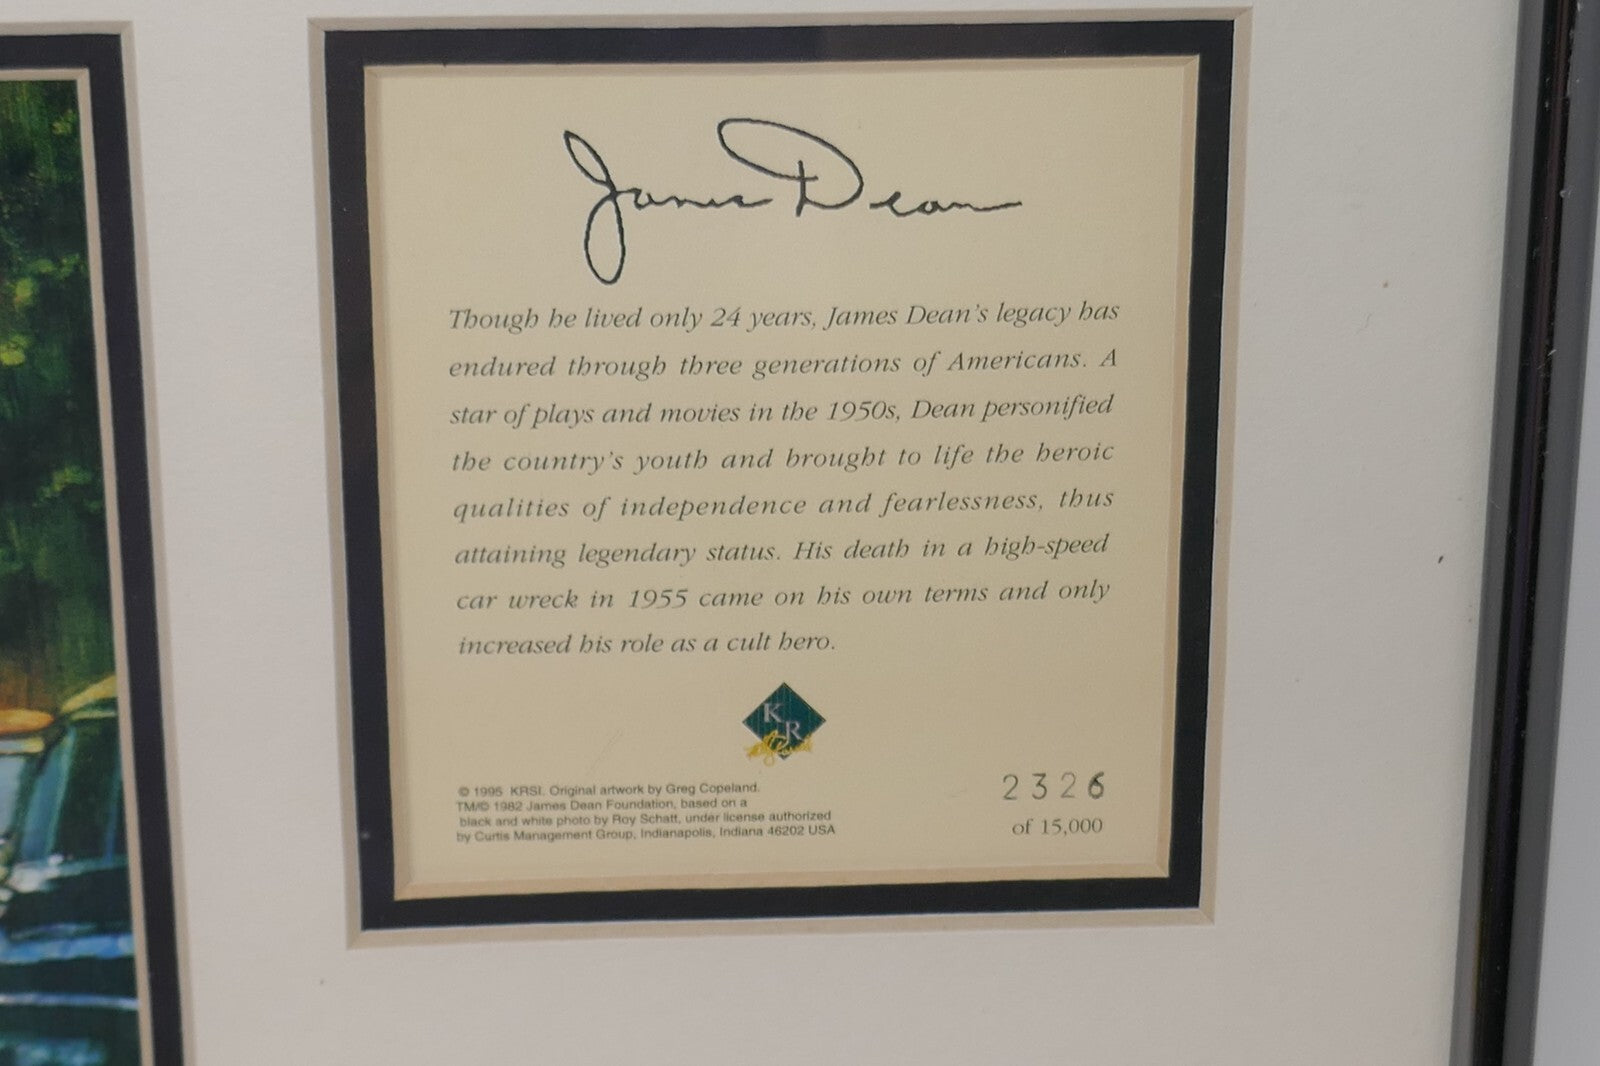 James Dean
Though he lived only 24 years, James Dean's legacy has
endured through three generations of Americans. A
star of plays and movies in the 1950s, Dean personified
the country's youth and brought to life the heroic
qualities of independence and fearlessness, thus
attaining legendary status. His death in a high-speed
car wreck in 1955 came on his own terms and only
increased his role as a cult hero.
K
R
© 1995 KRSI. Original artwork by Greg Copeland.
TM/© 1982 James Dean Foundation, based on a
black and white photo by Roy Schatt, under license authorized
by Curtis Management Group, Indianapolis, Indiana 46202 USA
2326
of 15,000